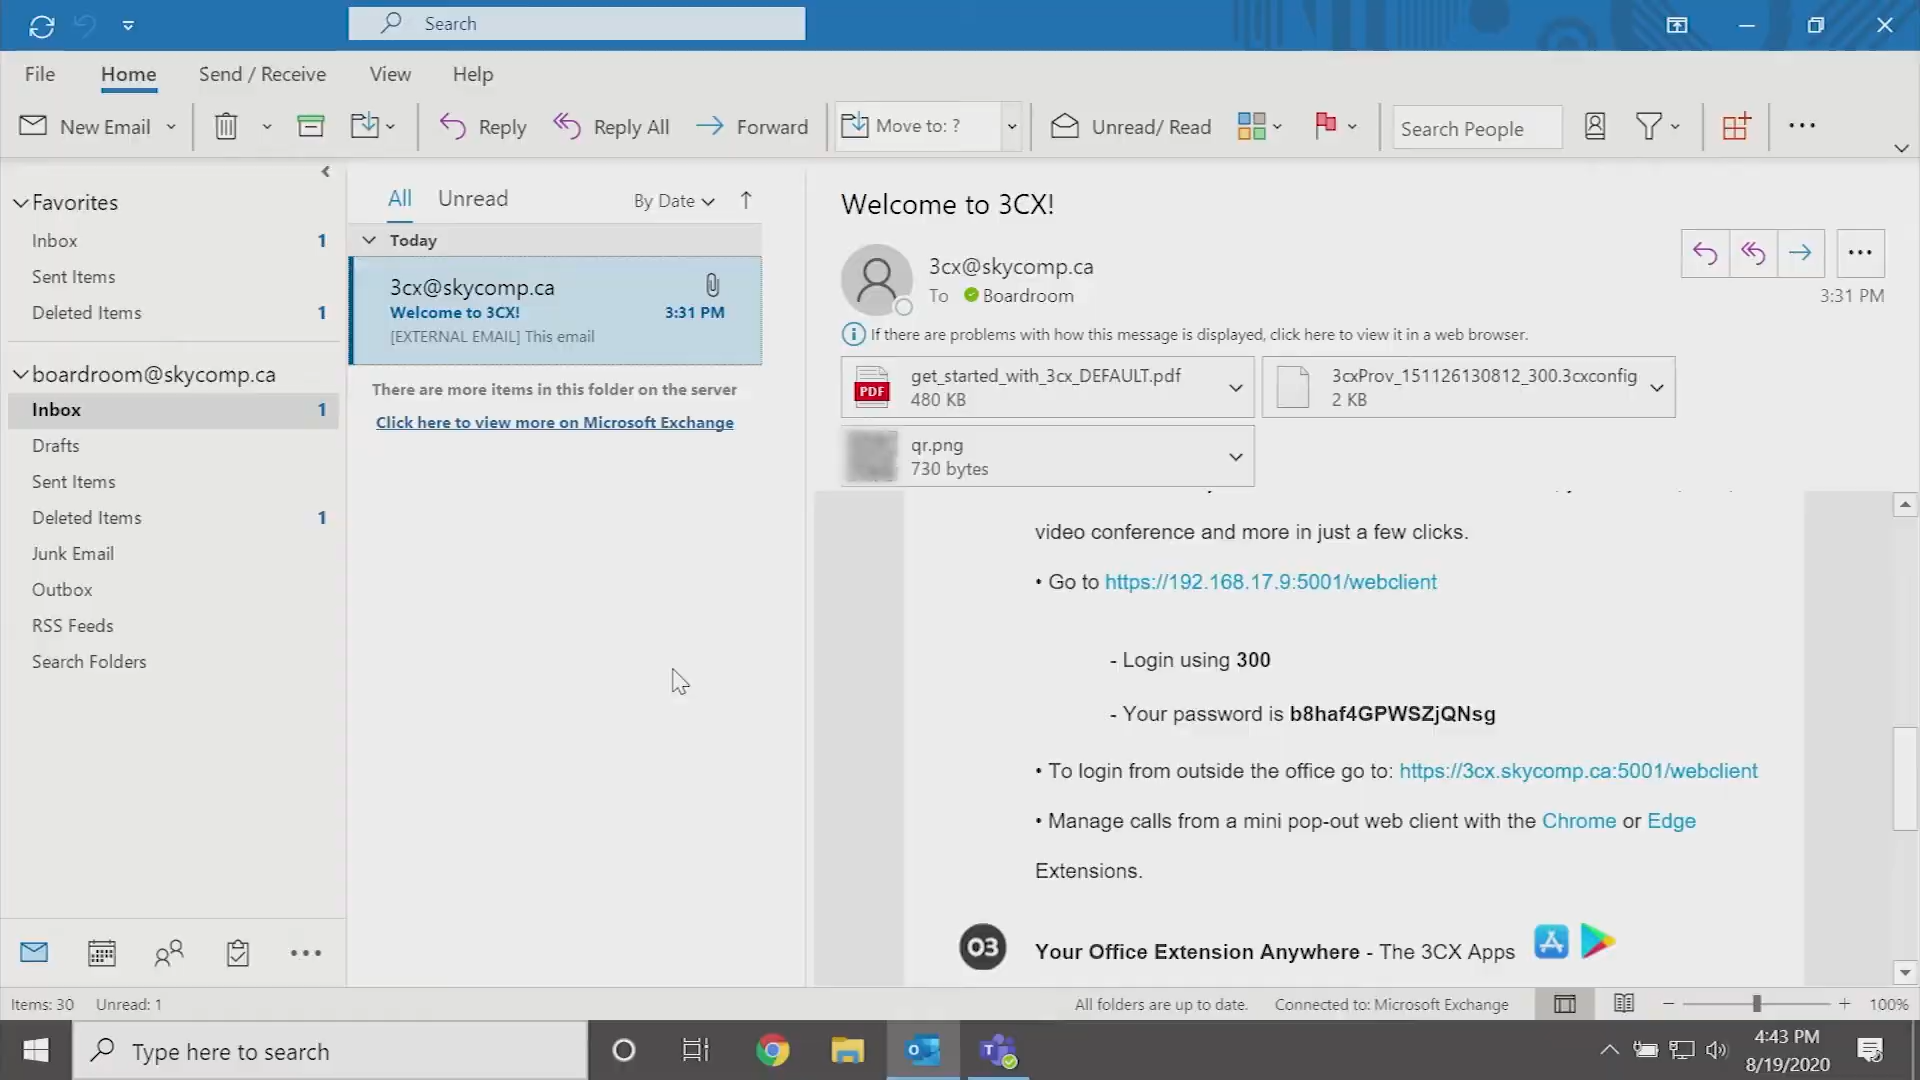 Search
File
Home
Send / Receive
View
Help
New Email
Reply
Reply All
Forward
Move to: ?
Unread/ Read
Search People
Favorites
Inbox 1
Sent Items
Deleted Items 1
boardroom@skycomp.ca
Inbox 1
Drafts
Sent Items
Deleted Items 1
Junk Email
Outbox
RSS Feeds
Search Folders
All
Unread
By Date
Today
3cx@skycomp.ca
Welcome to 3CX! 3:31 PM
[EXTERNAL EMAIL] This email
There are more items in this folder on the server
Click here to view more on Microsoft Exchange
Welcome to 3CX!
3cx@skycomp.ca
To Boardroom
3:31 PM
If there are problems with how this message is displayed, click here to view it in a web browser.
PDF
get_started_with_3cx_DEFAULT.pdf
480 KB
3cxProv_151126130812_300.3cxconfig
2 KB
qr.png
730 bytes
video conference and more in just a few clicks.
• Go to https://192.168.17.9:5001/webclient
- Login using 300
- Your password is b8haf4GPWSZjQNsg
• To login from outside the office go to: https://3cx.skycomp.ca:5001/webclient
• Manage calls from a mini pop-out web client with the Chrome or Edge
Extensions.
03 Your Office Extension Anywhere - The 3CX Apps
Items: 30 Unread: 1
All folders are up to date.
Connected to: Microsoft Exchange
100%
Type here to search
4:43 PM
8/19/2020